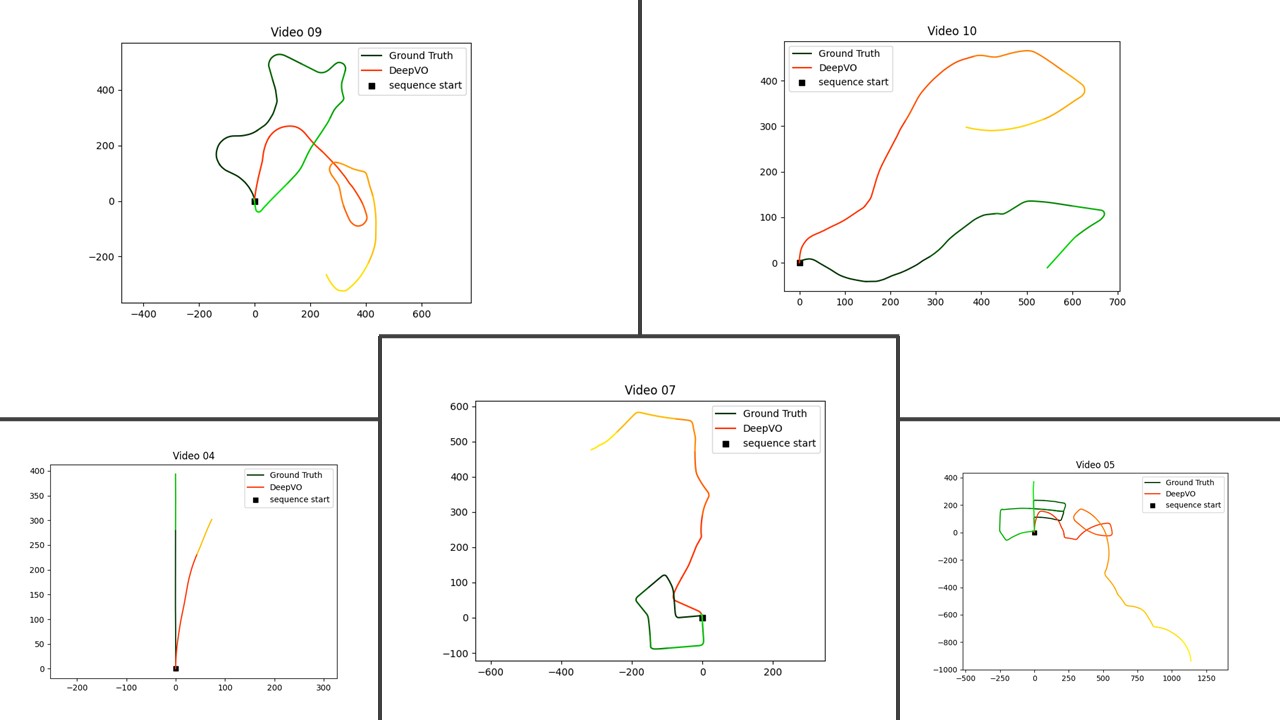 Video 09
Ground Truth
DeepVO
sequence start
400
200
0
−200
−400 −200 0 200 400 600
Video 10
Ground Truth
DeepVO
sequence start
400
300
200
100
0
0 100 200 300 400 500 600 700
Video 04
Ground Truth
DeepVO
sequence start
400
350
300
250
200
150
100
50
0
−200 −100 0 100 200 300
Video 07
Ground Truth
DeepVO
sequence start
600
500
400
300
200
100
0
−100
−600 −400 −200 0 200
Video 05
Ground Truth
DeepVO
sequence start
400
200
0
−200
−400
−600
−800
−1000
−500 −250 0 250 500 750 1000 1250